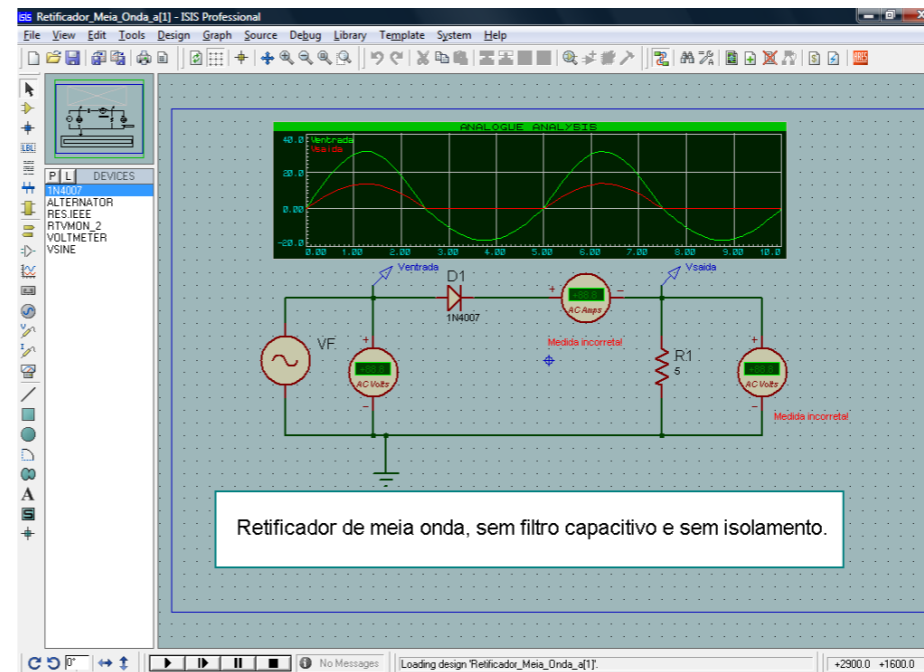 ISIS Retificador_Meia_Onda_a[1] - ISIS Professional
File View Edit Tools Design Graph Source Debug Library Template System Help
LBL
P L DEVICES
1N4007
ALTERNATOR
RES.IEEE
RTVMON_2
VOLTMETER
VSINE
A
S
ANALOGUE ANALYSIS
Ventrada
Vsaida
40.0
20.0
0.00
-20.0
0.00 1.00 2.00 3.00 4.00 5.00 6.00 7.00 8.00 9.00 10.0
Ventrada
D1
1N4007
+ -
AC Amps
Medida incorreta!
Vsaida
VF
+
AC Volts
-
R1
5
+
AC Volts
-
Medida incorreta!
Retificador de meia onda, sem filtro capacitivo e sem isolamento.
0° No Messages Loading design 'Retificador_Meia_Onda_a[1]'. +2900.0 +1600.0